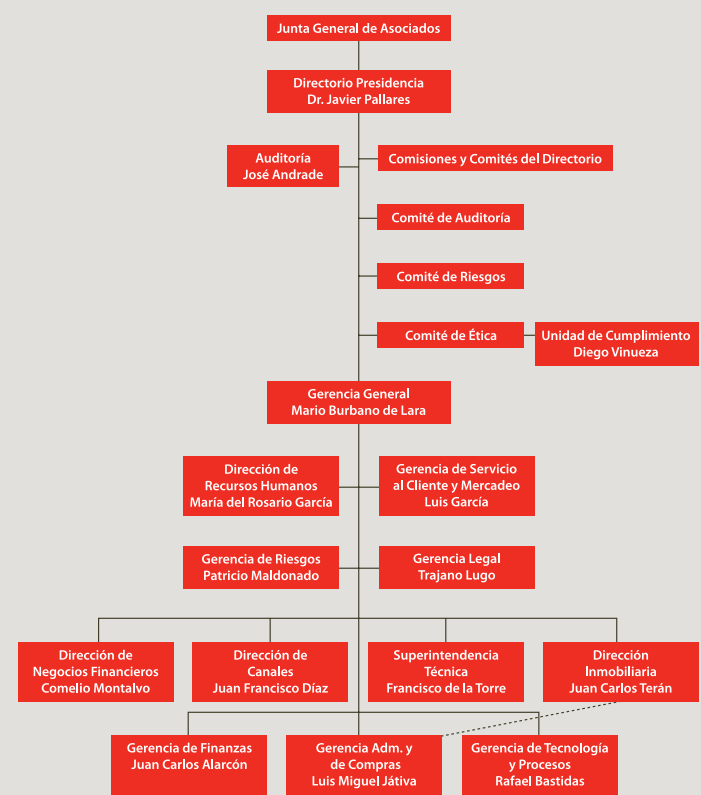 Junta General de Asociados
Directorio Presidencia
Dr. Javier Pallares
Auditoría
José Andrade
Comisiones y Comités del Directorio
Comité de Auditoría
Comité de Riesgos
Comité de Ética
Unidad de Cumplimiento
Diego Vinueza
Gerencia General
Mario Burbano de Lara
Dirección de
Recursos Humanos
María del Rosario García
Gerencia de Servicio
al Cliente y Mercadeo
Luis García
Gerencia de Riesgos
Patricio Maldonado
Gerencia Legal
Trajano Lugo
Dirección de
Negocios Financieros
Comelio Montalvo
Dirección de
Canales
Juan Francisco Díaz
Superintendencia
Técnica
Francisco de la Torre
Dirección
Inmobiliaria
Juan Carlos Terán
Gerencia de Finanzas
Juan Carlos Alarcón
Gerencia Adm. y
de Compras
Luis Miguel Játiva
Gerencia de Tecnología
y Procesos
Rafael Bastidas